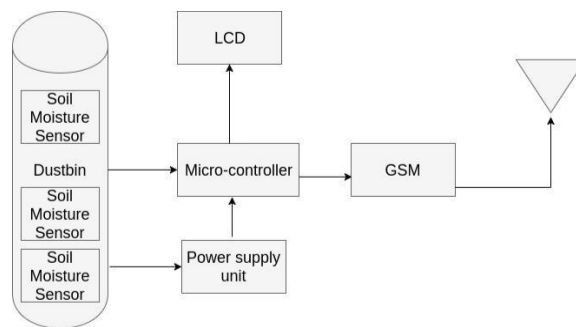 LCD
Soil
Moisture
Sensor
Dustbin
Micro-controller
GSM
Soil
Moisture
Sensor
Soil
Moisture
Sensor
Power supply
unit